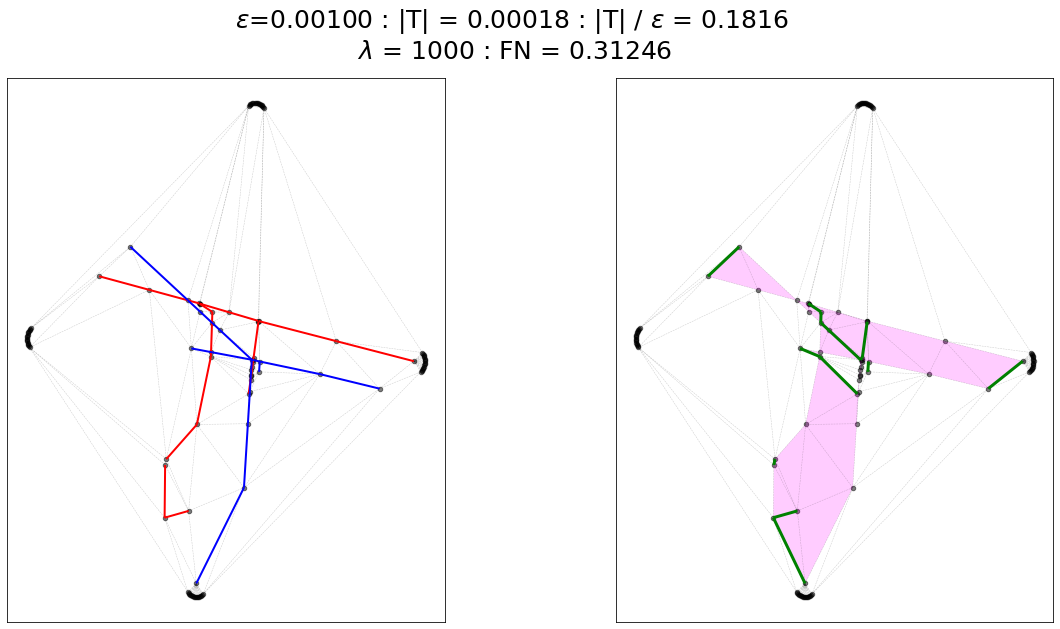 ε=0.00100 : |T| = 0.00018 : |T| / ε = 0.1816
λ = 1000 : FN = 0.31246